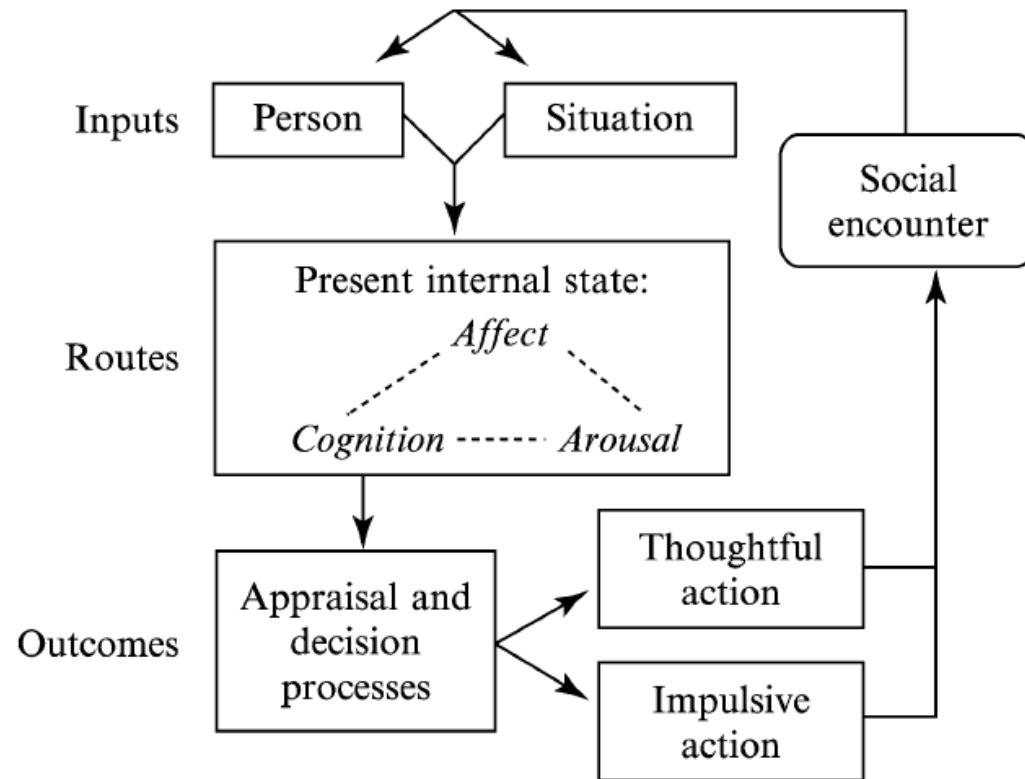 Inputs
Person
Situation
Social
encounter
Routes
Present internal state:
Affect
Cognition
Arousal
Outcomes
Appraisal and
decision
processes
Thoughtful
action
Impulsive
action